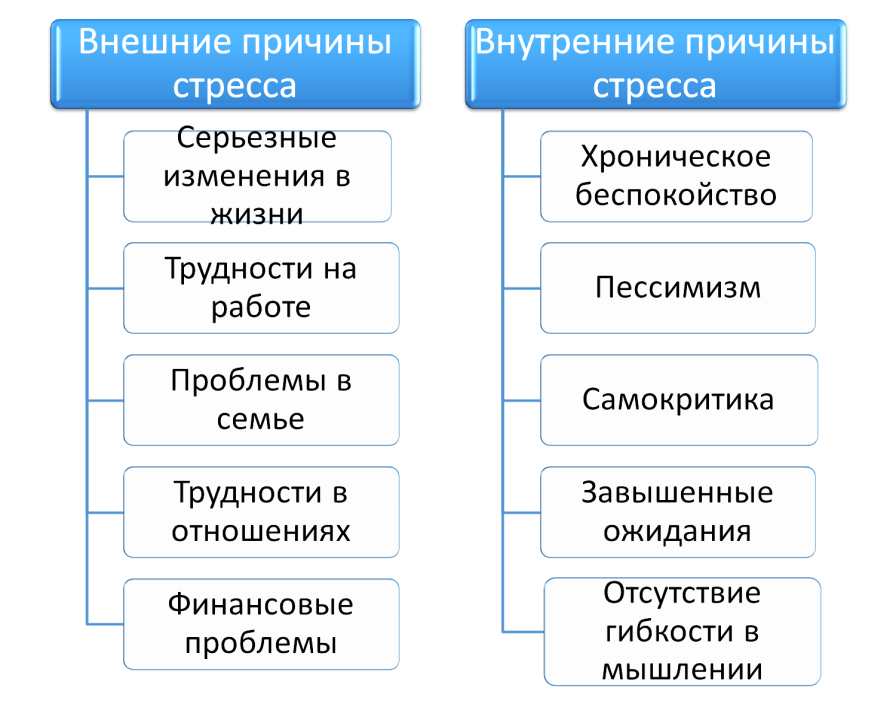 Внешние причины
стресса
Серьезные
изменения в
жизни
Трудности на
работе
Проблемы в
семье
Трудности в
отношениях
Финансовые
проблемы
Внутренние причины
стресса
Хроническое
беспокойство
Пессимизм
Самокритика
Завышенные
ожидания
Отсутствие
гибкости в
мышлении